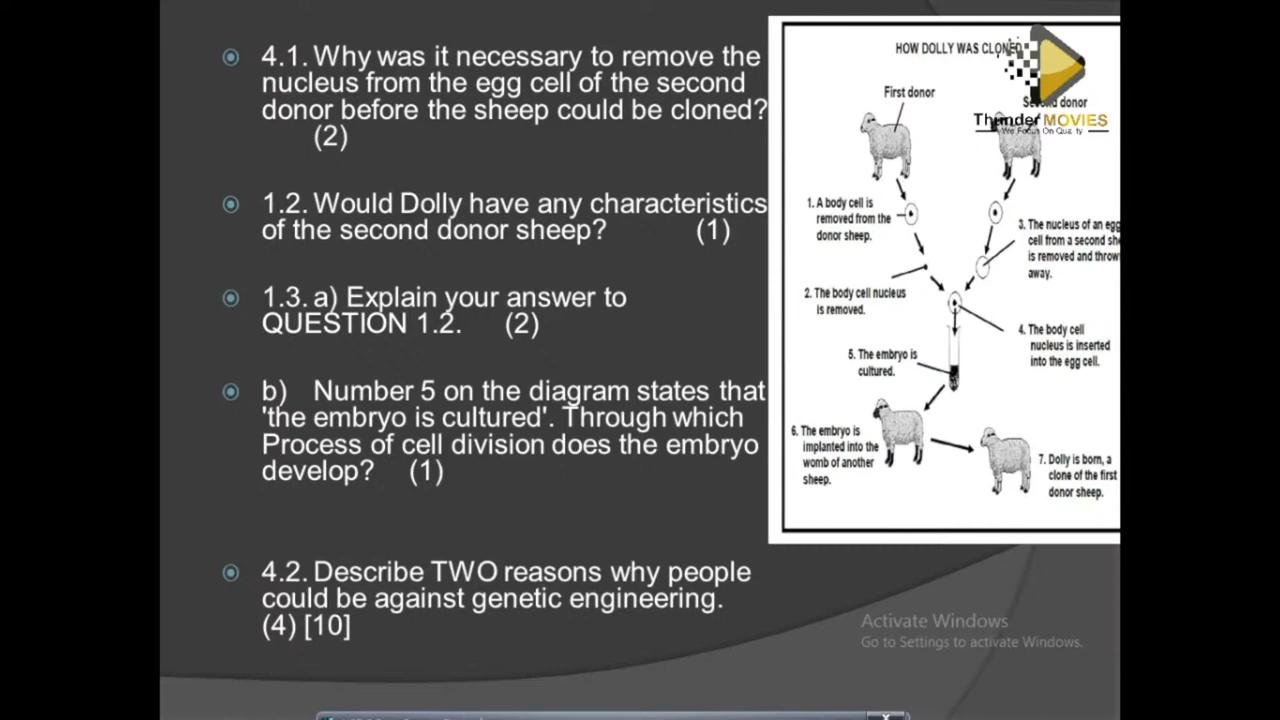 4.1. Why was it necessary to remove the
nucleus from the egg cell of the second
donor before the sheep could be cloned?
(2)
1.2. Would Dolly have any characteristics
of the second donor sheep? (1)
1.3. a) Explain your answer to
QUESTION 1.2. (2)
b) Number 5 on the diagram states that
'the embryo is cultured'. Through which
Process of cell division does the embryo
develop? (1)
4.2. Describe TWO reasons why people
could be against genetic engineering.
(4) [10]
HOW DOLLY WAS CLONED
First donor
Second donor
Thunder MOVIES
We Focus On Quality
1. A body cell is
removed from the
donor sheep.
3. The nucleus of an egg
cell from a second she
is removed and throw
away.
2. The body cell nucleus
is removed.
4. The body cell
nucleus is inserted
into the egg cell.
5. The embryo is
cultured.
6. The embryo is
implanted into the
womb of another
sheep.
7. Dolly is born, a
clone of the first
donor sheep.
Activate Windows
Go to Settings to activate Windows.